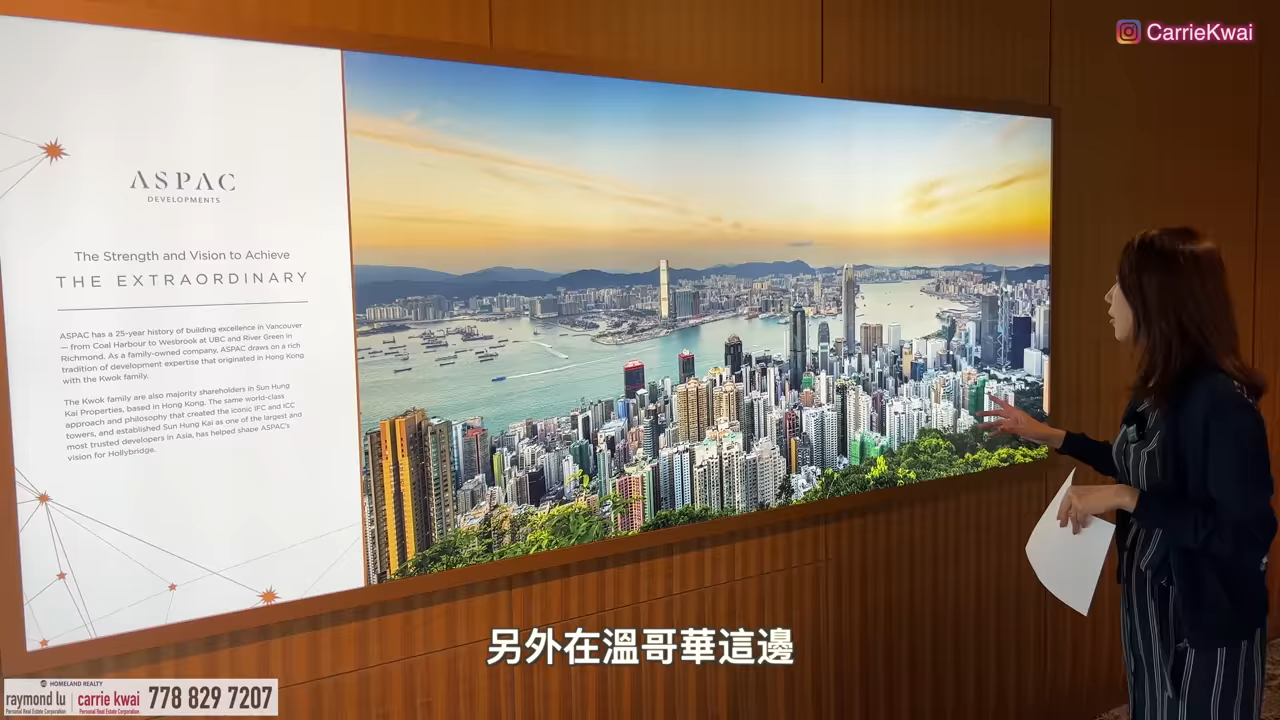 CarrieKwai
ASPAC
DEVELOPMENTS
The Strength and Vision to Achieve
THE EXTRAORDINARY
ASPAC has a 25-year history of building excellence in Vancouver
— from Coal Harbour to Wesbrook at UBC and River Green in
Richmond. As a family-owned company, ASPAC draws on a rich
tradition of development expertise that originated in Hong Kong
with the Kwok family.
The Kwok family are also majority shareholders in Sun Hung
Kai Properties, based in Hong Kong. The same world-class
approach and philosophy that created the iconic IFC and ICC
towers, and established Sun Hung Kai as one of the largest and
most trusted developers in Asia, has helped shape ASPAC's
vision for Hollybridge.
另外在溫哥華這邊
HOMELAND REALTY
raymond lu
Personal Real Estate Corporation
carrie kwai
Personal Real Estate Corporation
778 829 7207